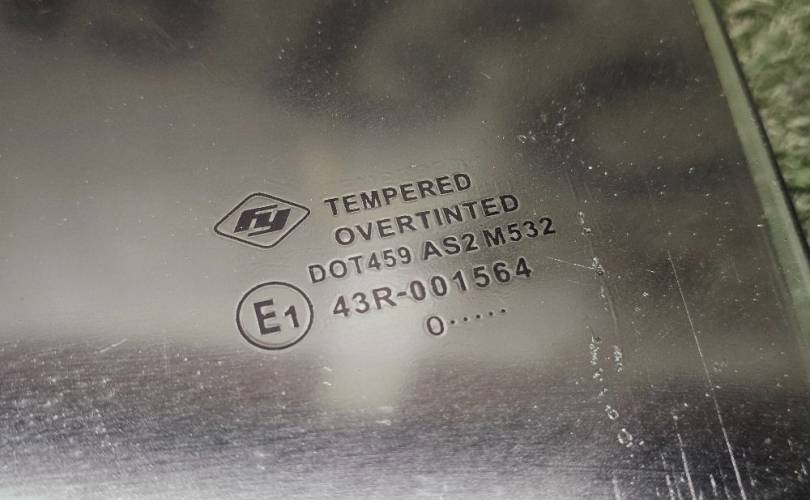 TEMPERED
OVERTINTED
DOT459 AS2 M532
E1 43R-001564
0·····